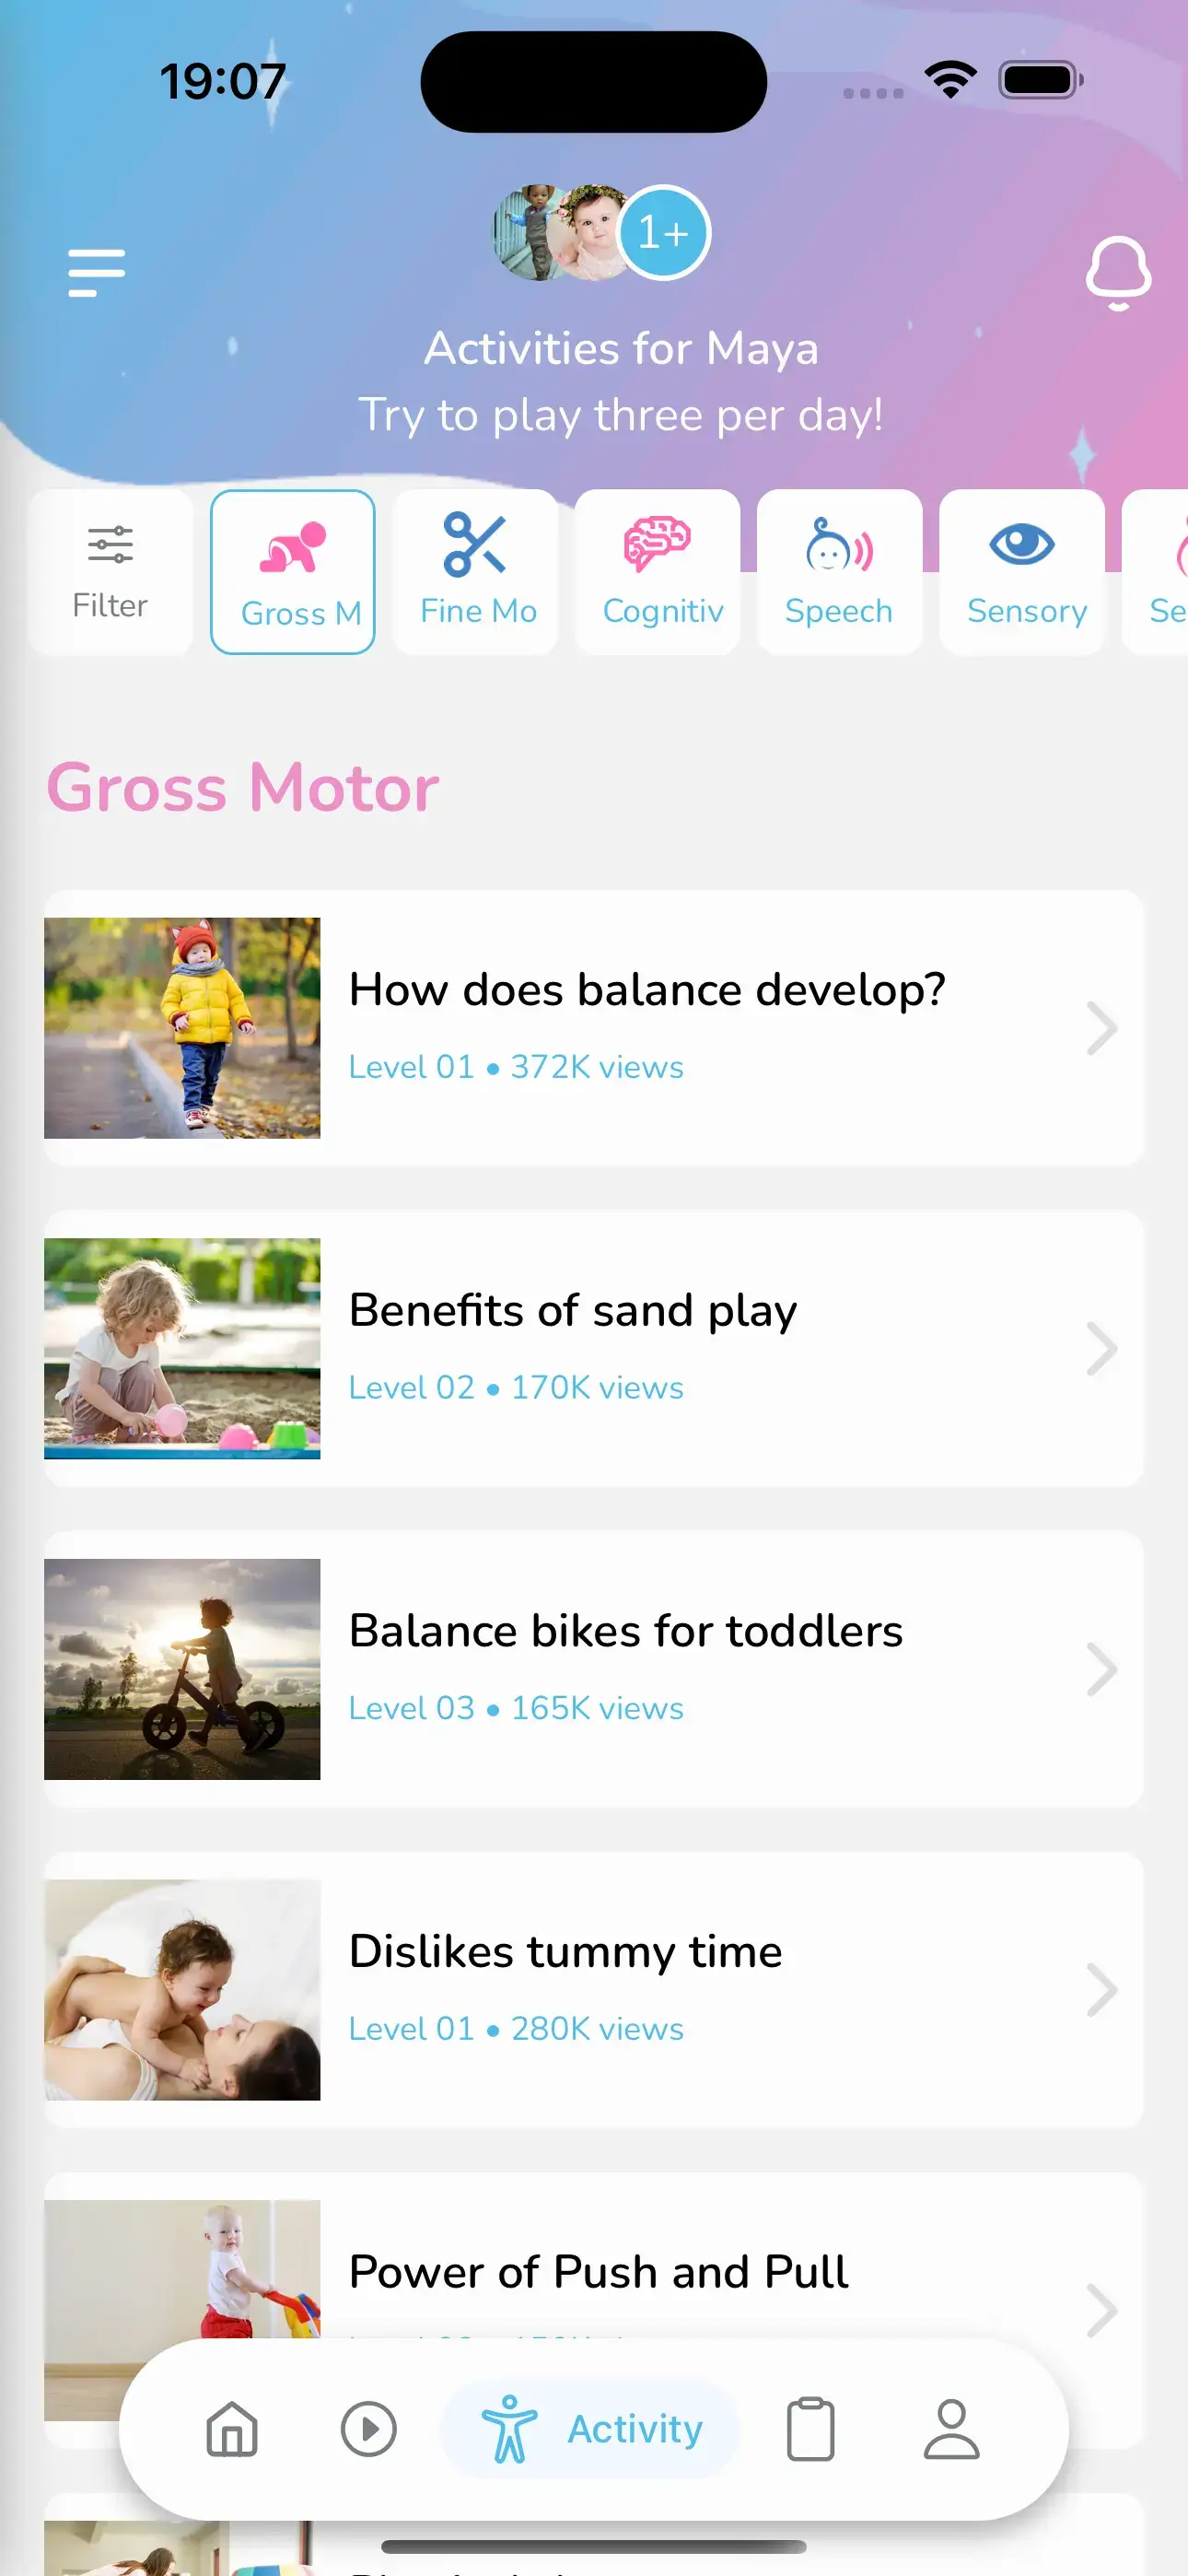 19:07
1+
Activities for Maya
Try to play three per day!
Filter
Gross M
Fine Mo
Cognitiv
Speech
Sensory
Se
Gross Motor
How does balance develop?
Level 01 • 372K views
Benefits of sand play
Level 02 • 170K views
Balance bikes for toddlers
Level 03 • 165K views
Dislikes tummy time
Level 01 • 280K views
Power of Push and Pull
Activity